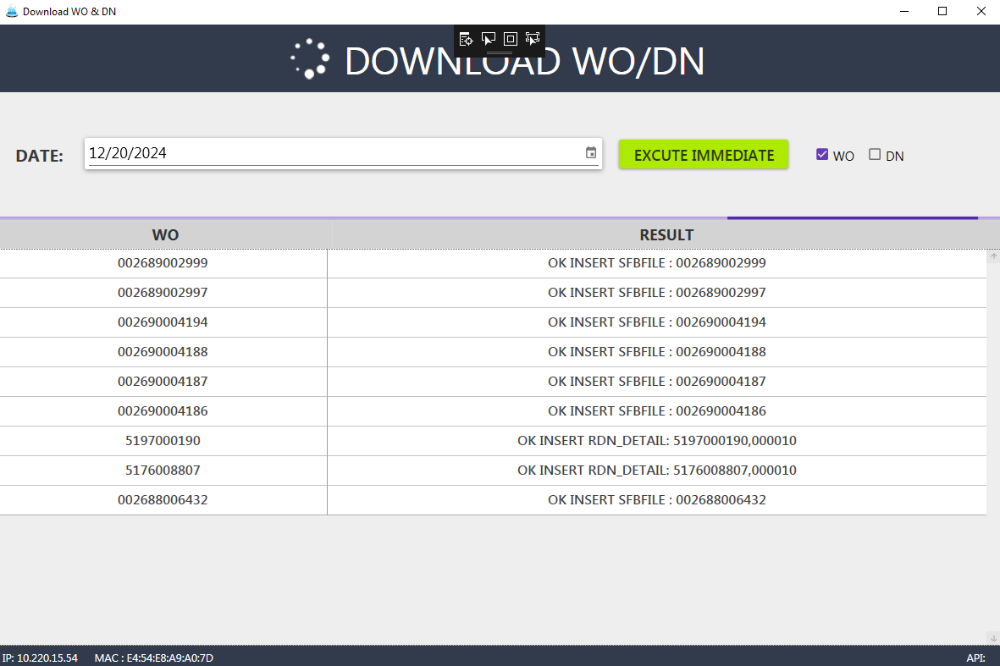 Download WO & DN
DOWNLOAD WO/DN
DATE: 12/20/2024 EXCUTE IMMEDIATE WO DN
WO RESULT
002689002999 OK INSERT SFBFILE : 002689002999
002689002997 OK INSERT SFBFILE : 002689002997
002690004194 OK INSERT SFBFILE : 002690004194
002690004188 OK INSERT SFBFILE : 002690004188
002690004187 OK INSERT SFBFILE : 002690004187
002690004186 OK INSERT SFBFILE : 002690004186
5197000190 OK INSERT RDN_DETAIL: 5197000190,000010
5176008807 OK INSERT RDN_DETAIL: 5176008807,000010
002688006432 OK INSERT SFBFILE : 002688006432
IP: 10.220.15.54 MAC : E4:54:E8:A9:A0:7D API: